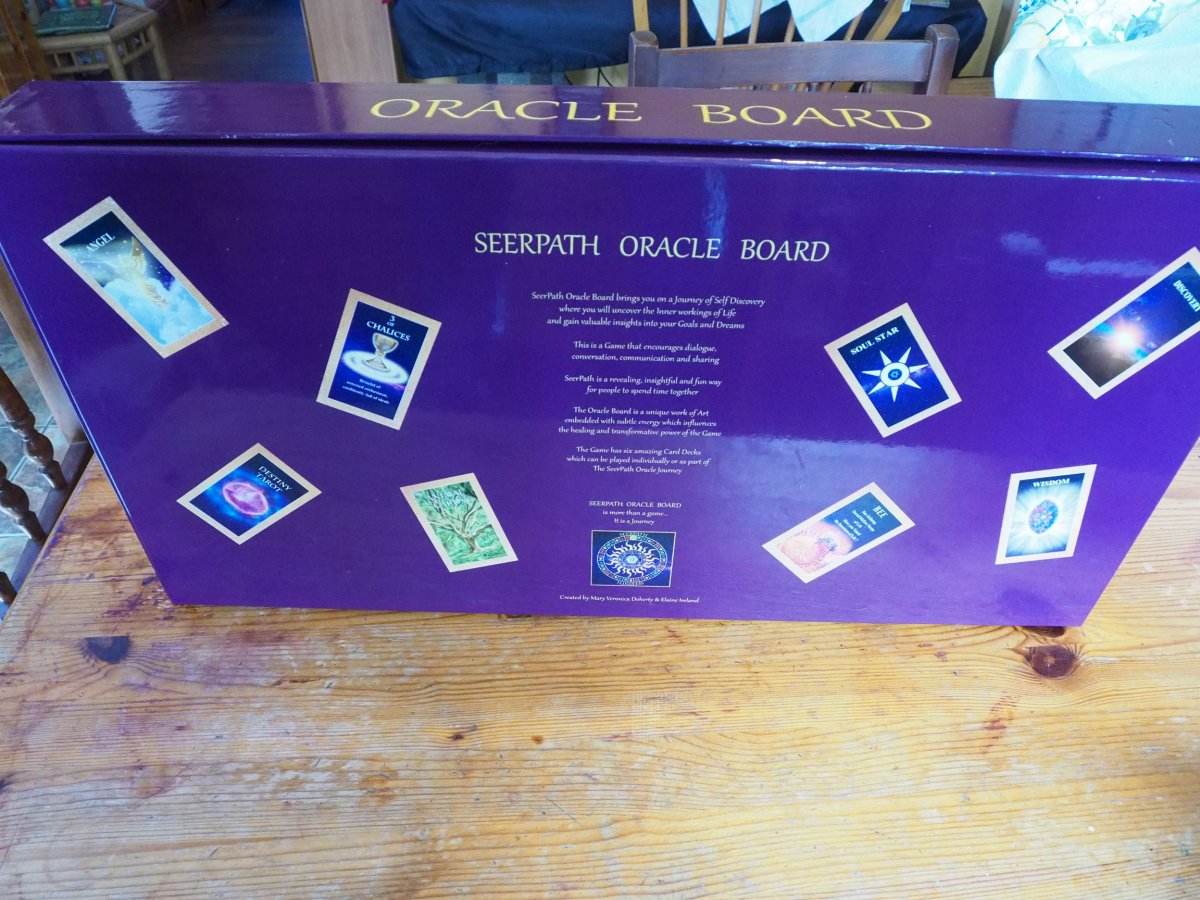 ORACLE BOARD
SEERPATH ORACLE BOARD
SeerPath Oracle Board brings you on a Journey of Self Discovery
where you will uncover the Inner workings of Life
and gain valuable insights into your Goals and Dreams
This is a Game that encourages dialogue,
conversation, communication and sharing
SeerPath is a revealing, insightful and fun way
for people to spend time together
The Oracle Board is a unique work of Art
embedded with subtle energy which influences
the healing and transformative power of the Game
The Game has six amazing Card Decks
which can be played individually or as part of
The SeerPath Oracle Journey
SEERPATH ORACLE BOARD
is more than a game...
It is a Journey
Created by Mary Veronica Doherty & Elaine Ireland
ANGEL
3
OF
CHALICES
DESTINY
TAROT
SOUL STAR
DISCOVERY
BEE
WISDOM